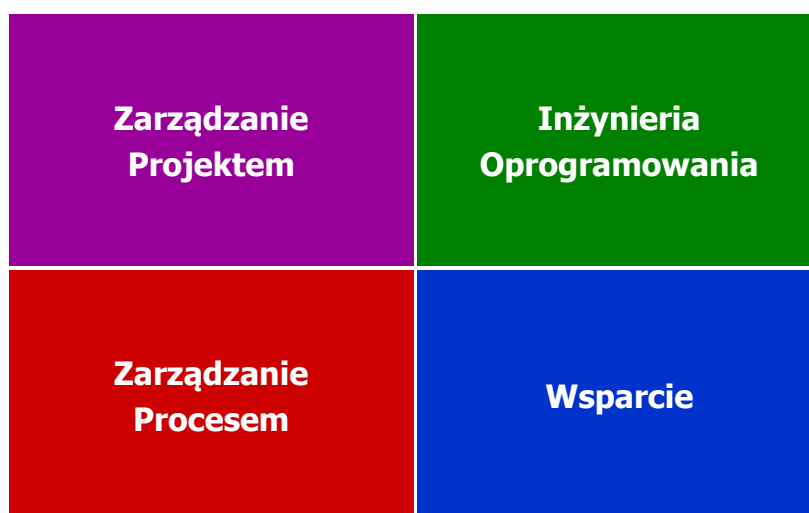 Zarządzanie
Projektem
Inżynieria
Oprogramowania
Zarządzanie
Procesem
Wsparcie